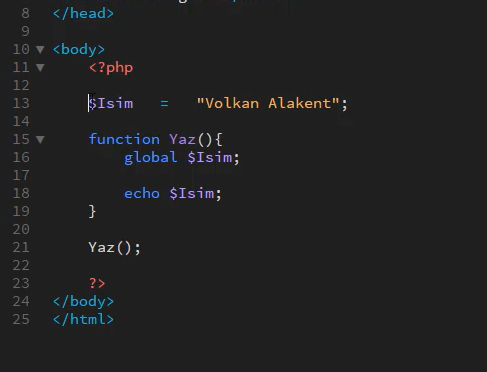 8 </head>
9
10 <body>
11 <?php
12
13 $Isim = "Volkan Alakent";
14
15 function Yaz(){
16 global $Isim;
17
18 echo $Isim;
19 }
20
21 Yaz();
22
23 ?>
24 </body>
25 </html>